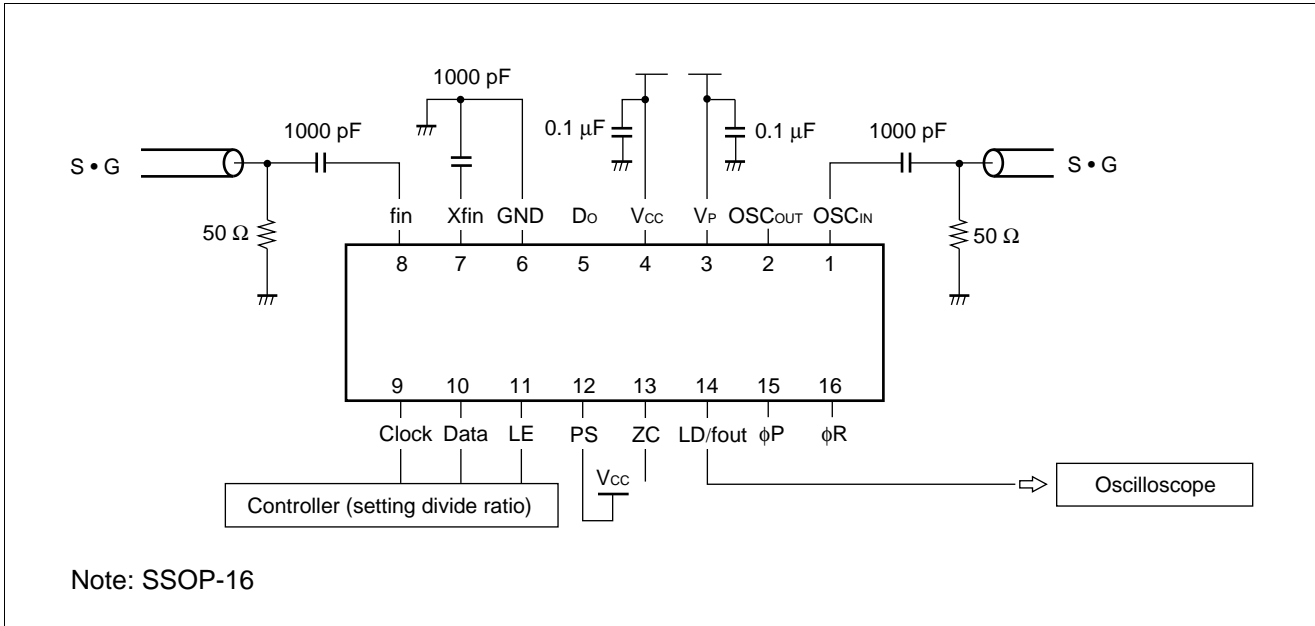 1000 pF
1000 pF
0.1 μF
0.1 μF
1000 pF
S • G
S • G
50 Ω
50 Ω
fin Xfin GND DO VCC VP OSCOUT OSCIN
8 7 6 5 4 3 2 1
9 10 11 12 13 14 15 16
Clock Data LE PS ZC LD/fout ϕP ϕR
VCC
Controller (setting divide ratio)
Oscilloscope
Note: SSOP-16